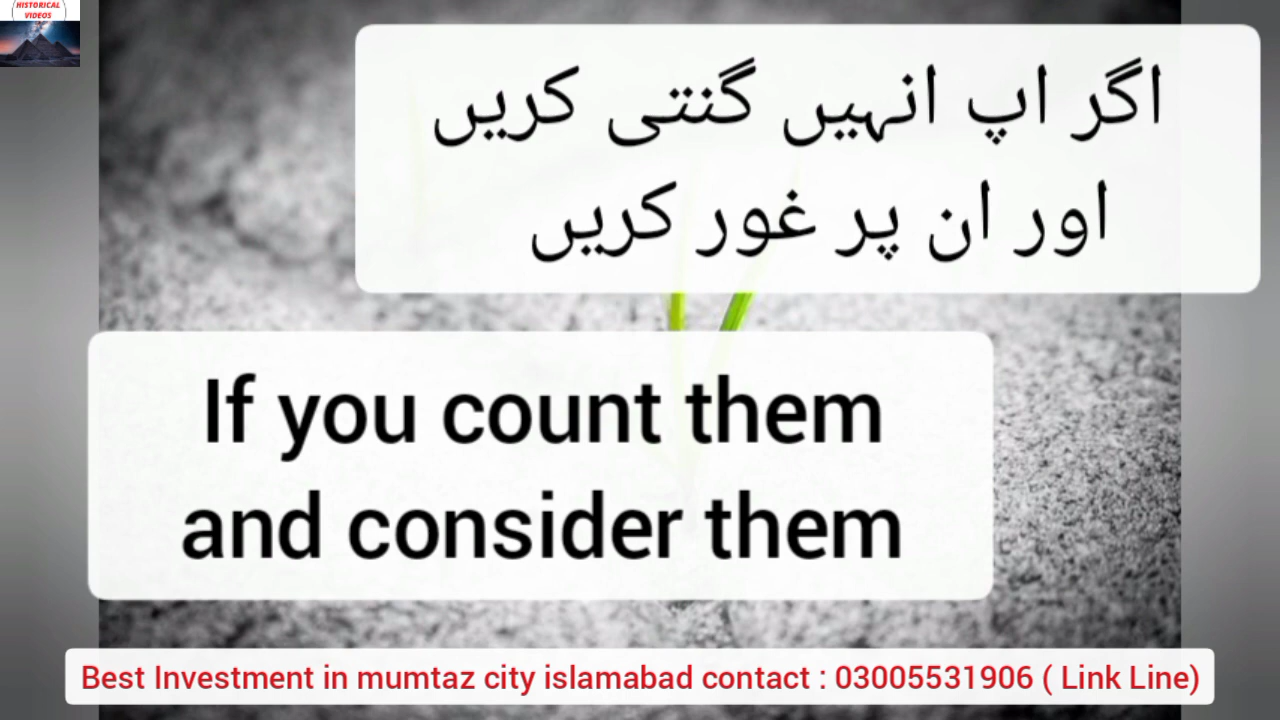 HISTORICAL
VIDEOS
اگر اپ انہیں گنتی کریں
اور ان پر غور کریں
If you count them
and consider them
Best Investment in mumtaz city islamabad contact : 03005531906 ( Link Line)